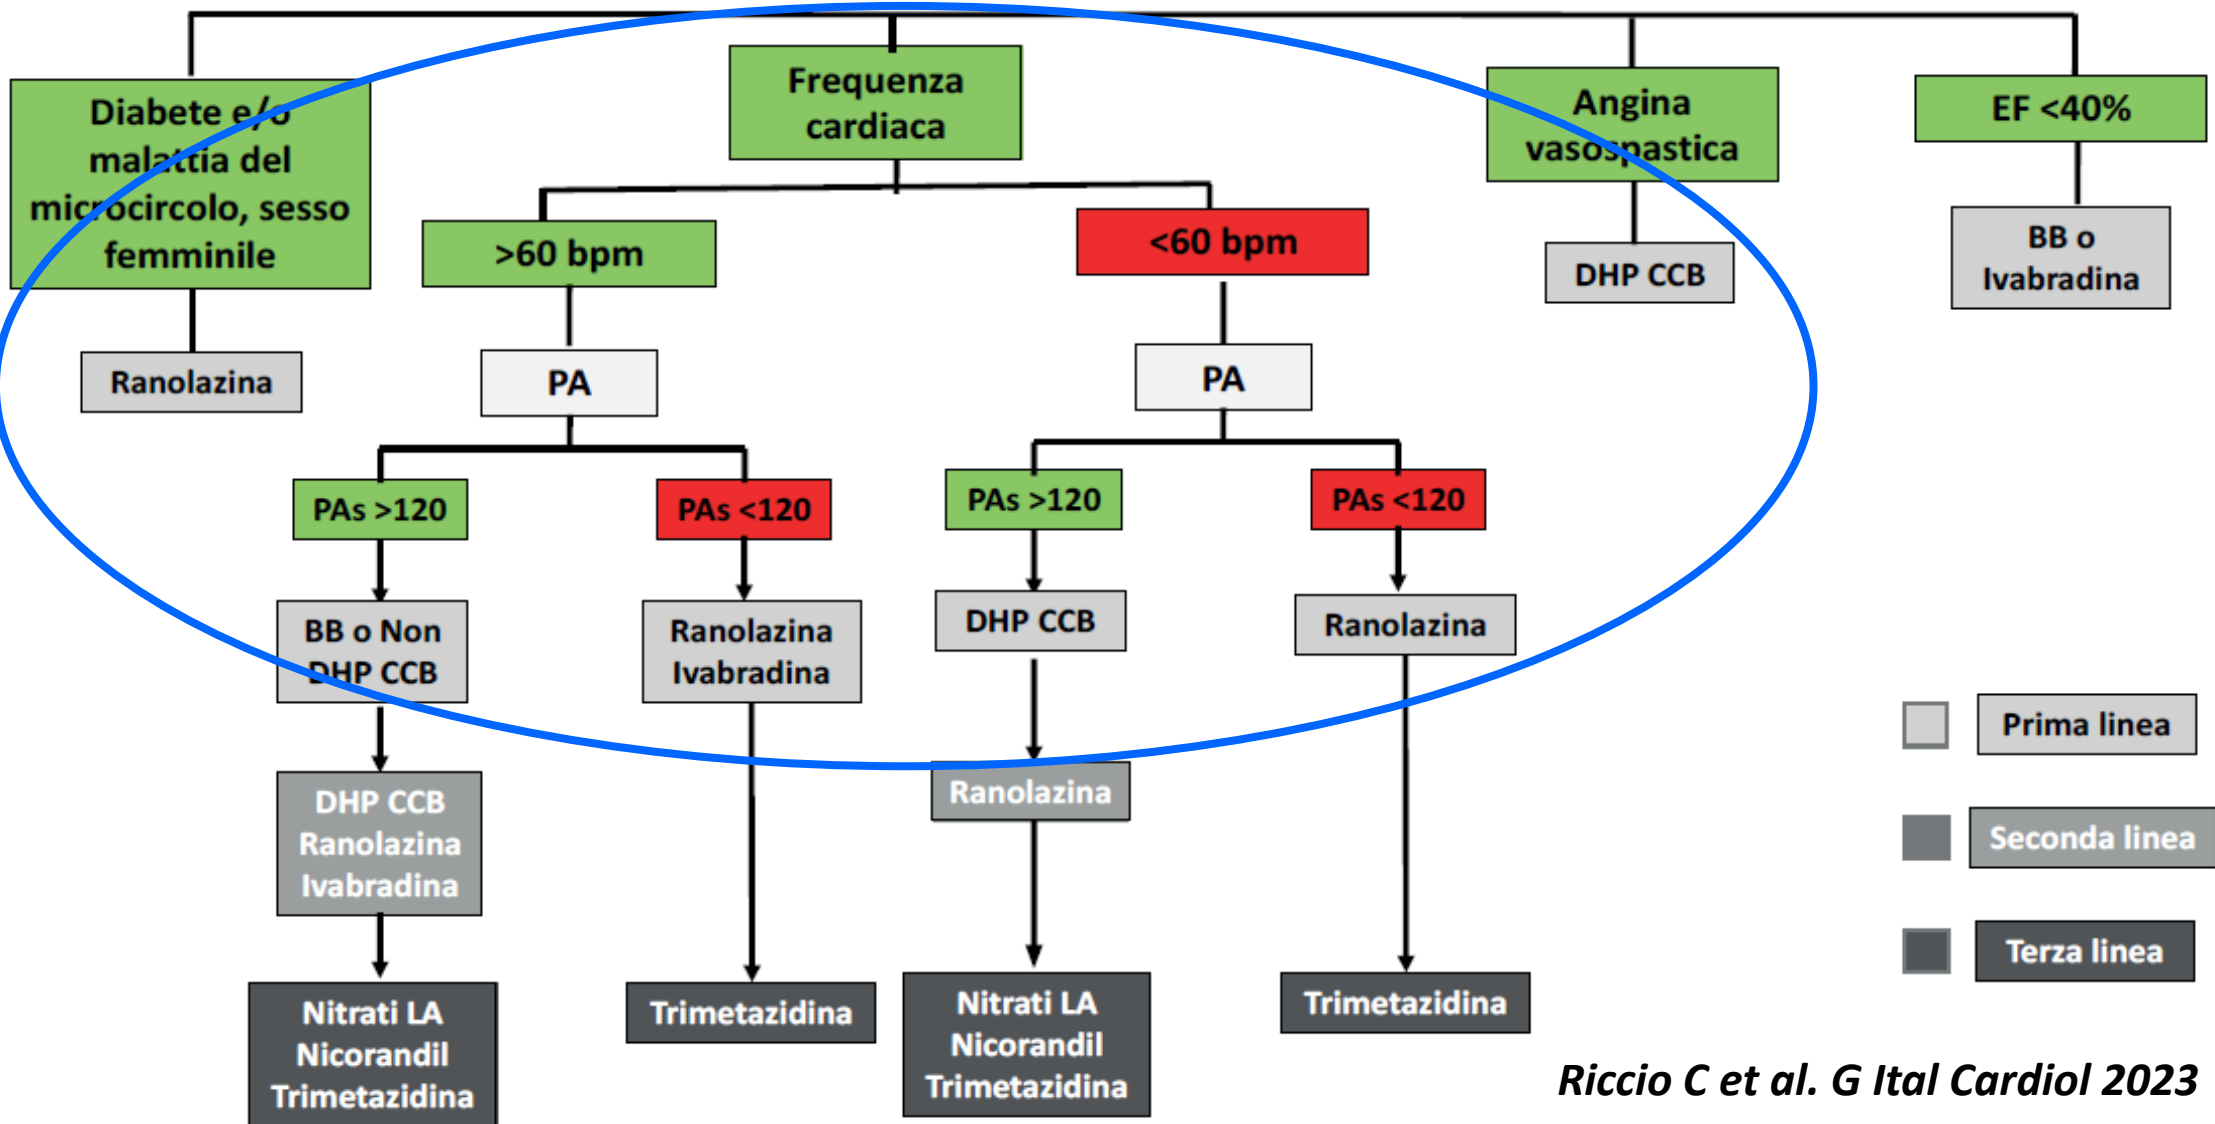 Diabete e/o
malattia del
microcircolo, sesso
femminile
Ranolazina
Frequenza
cardiaca
>60 bpm
PA
PAs >120
BB o Non
DHP CCB
DHP CCB
Ranolazina
Ivabradina
Nitrati LA
Nicorandil
Trimetazidina
PAs <120
Ranolazina
Ivabradina
Trimetazidina
<60 bpm
PA
PAs >120
DHP CCB
Ranolazina
Nitrati LA
Nicorandil
Trimetazidina
PAs <120
Ranolazina
Trimetazidina
Angina
vasospastica
DHP CCB
EF <40%
BB o
Ivabradina
Prima linea
Seconda linea
Terza linea
Riccio C et al. G Ital Cardiol 2023